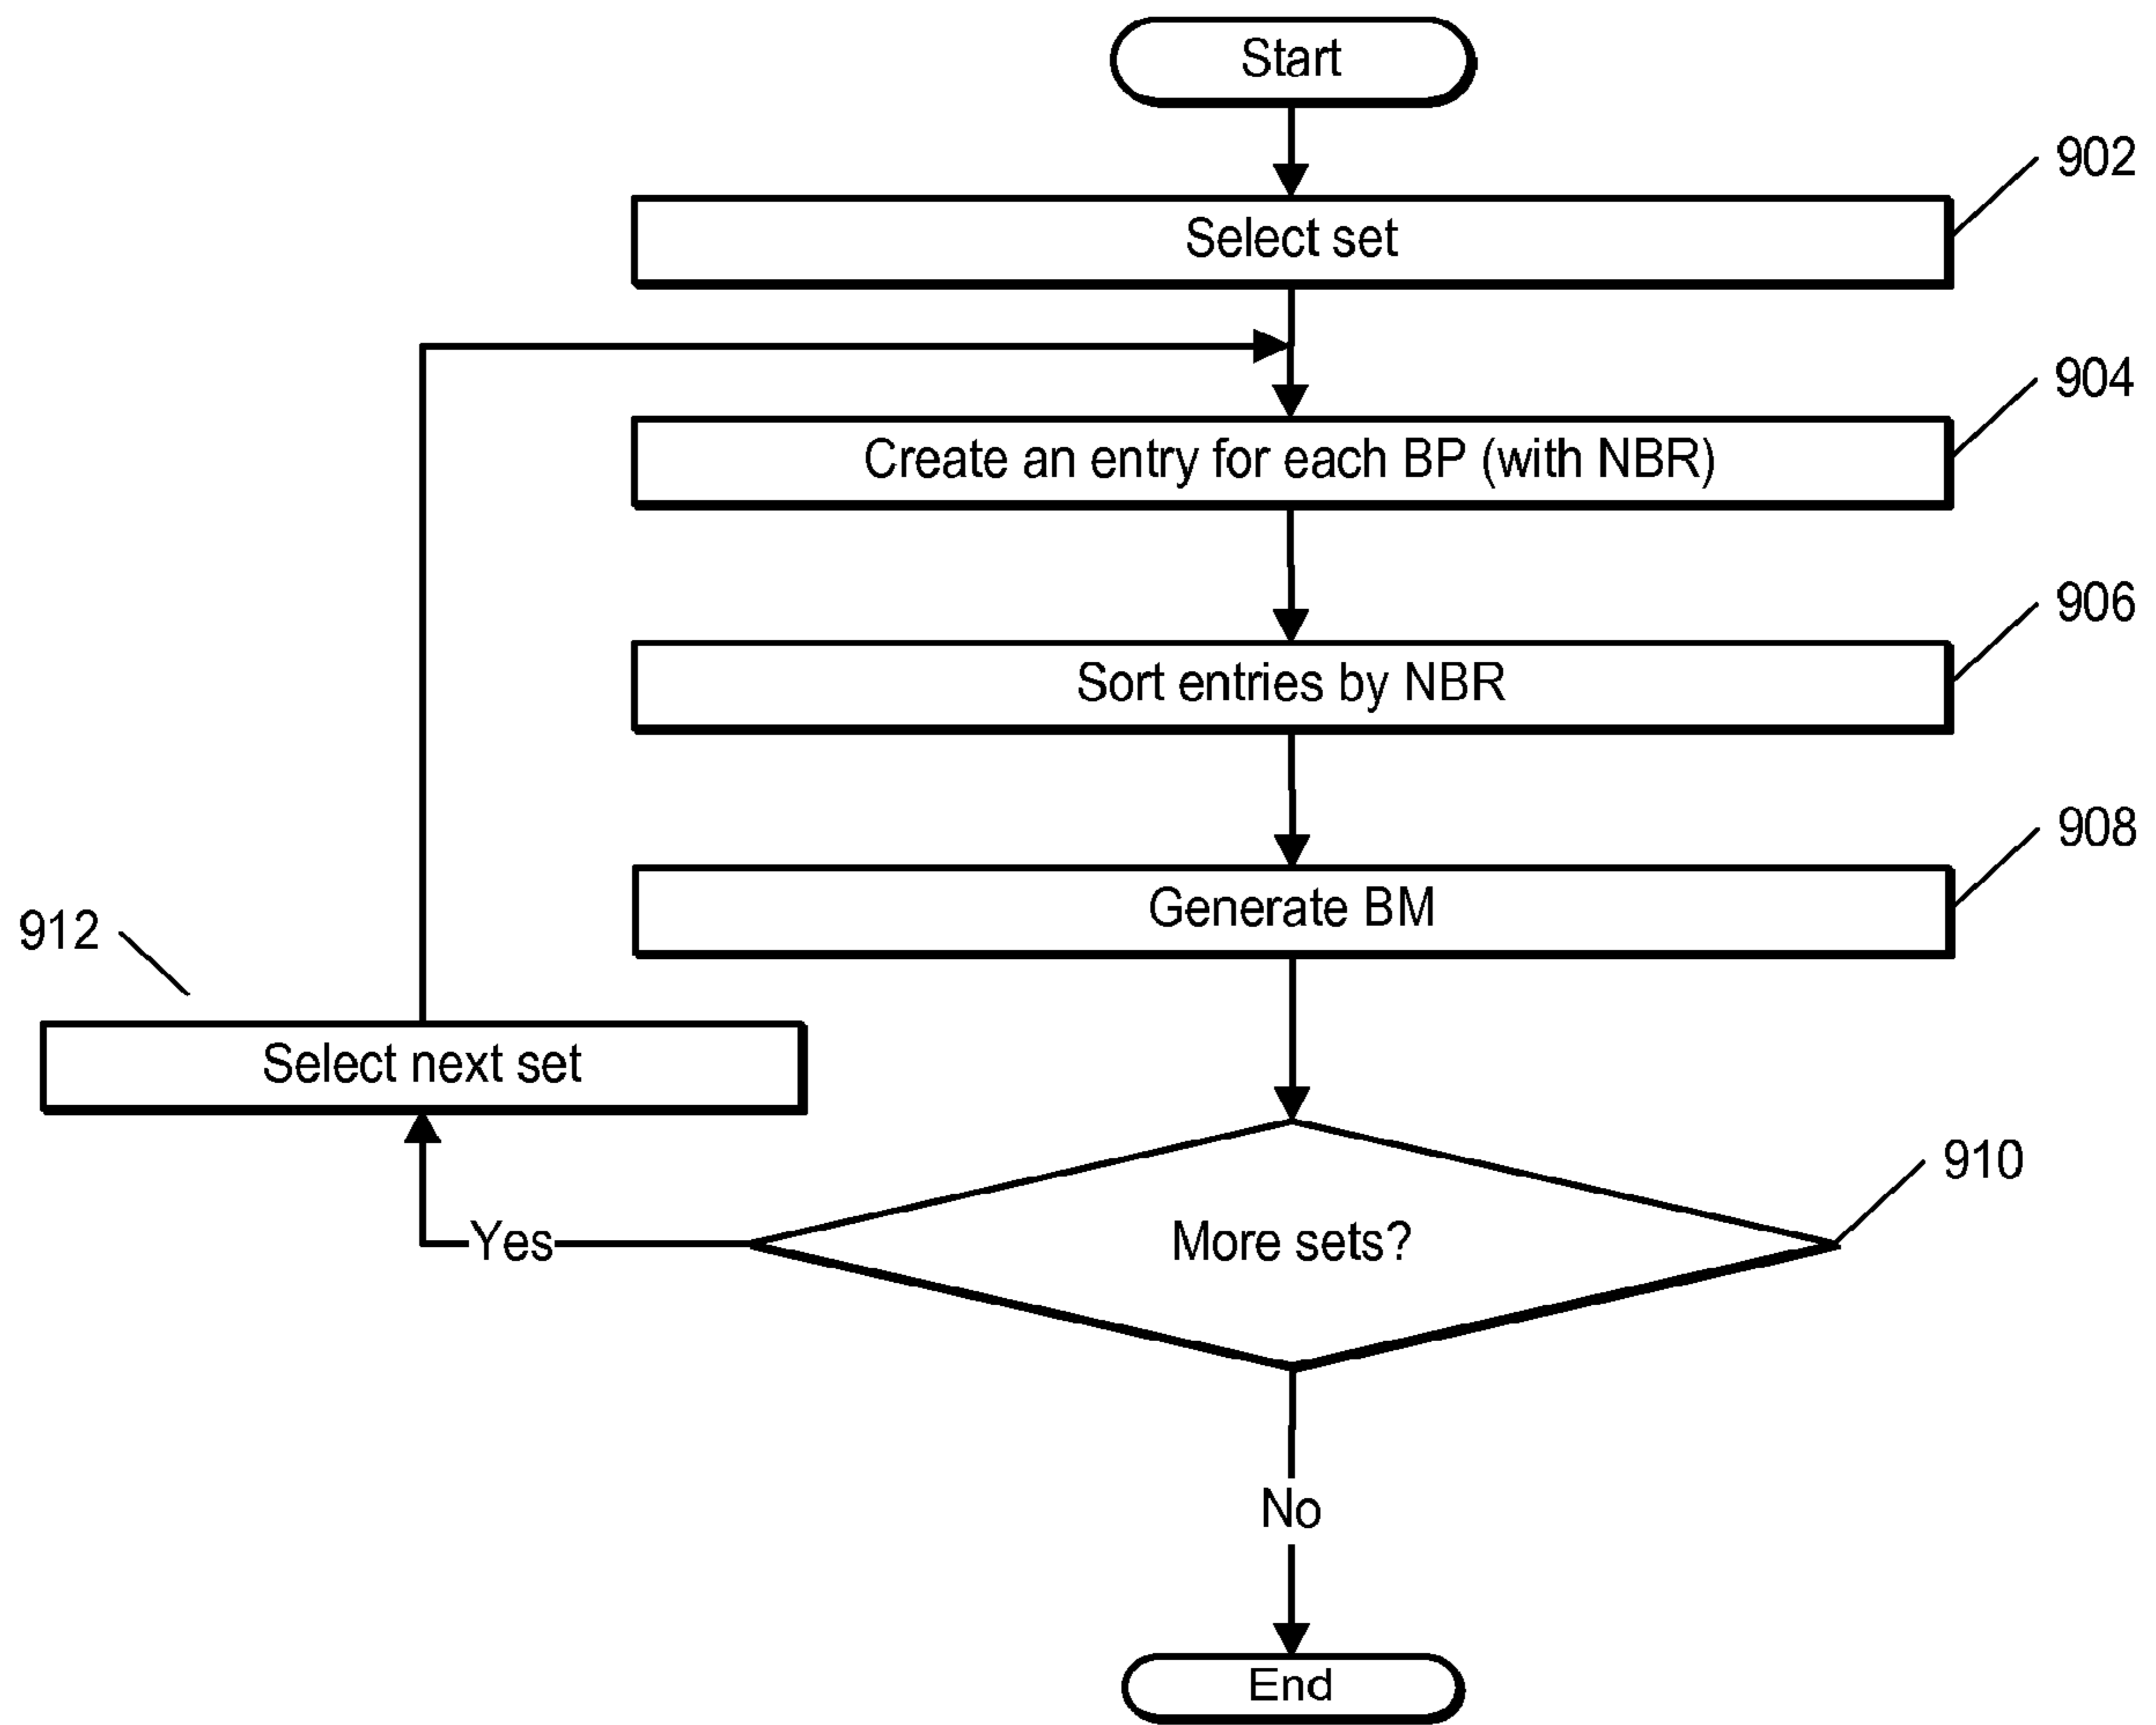 Start
902
Select set
904
Create an entry for each BP (with NBR)
906
Sort entries by NBR
908
Generate BM
912
Select next set
910
More sets?
Yes
No
End